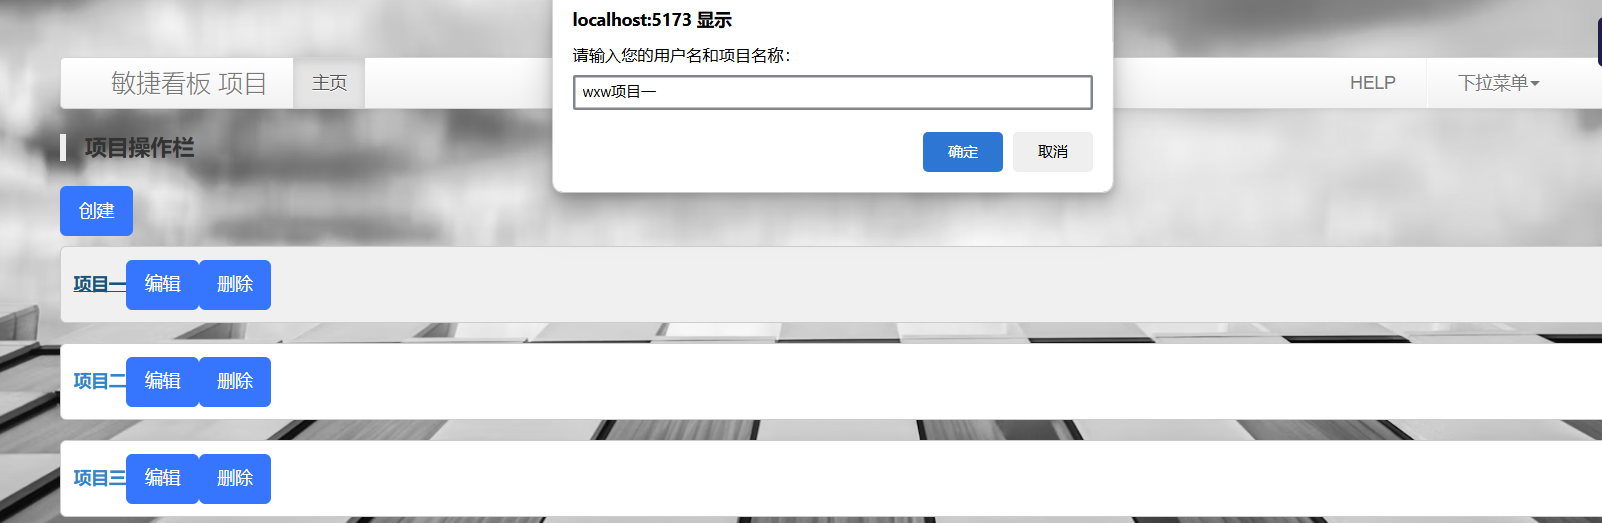 localhost:5173 显示
请输入您的用户名和项目名称：
wxw项目一
确定 取消
敏捷看板 项目 主页 HELP 下拉菜单
项目操作栏
创建
项目一 编辑 删除
项目二 编辑 删除
项目三 编辑 删除